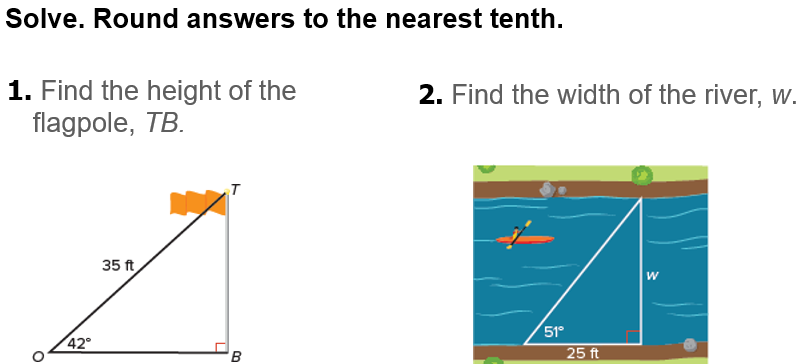 Solve. Round answers to the nearest tenth.
1. Find the height of the
flagpole, TB.
2. Find the width of the river, w.
T
35 ft
42°
O
B
w
51°
25 ft